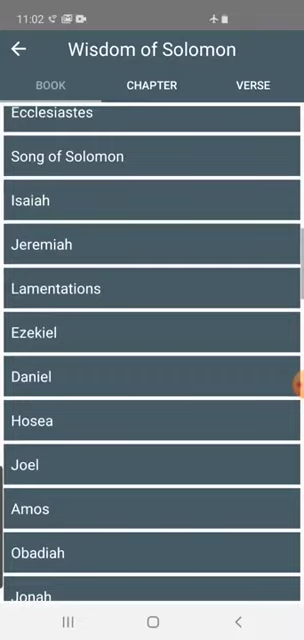 11:02
Wisdom of Solomon
BOOK CHAPTER VERSE
Ecclesiastes
Song of Solomon
Isaiah
Jeremiah
Lamentations
Ezekiel
Daniel
Hosea
Joel
Amos
Obadiah
Jonah